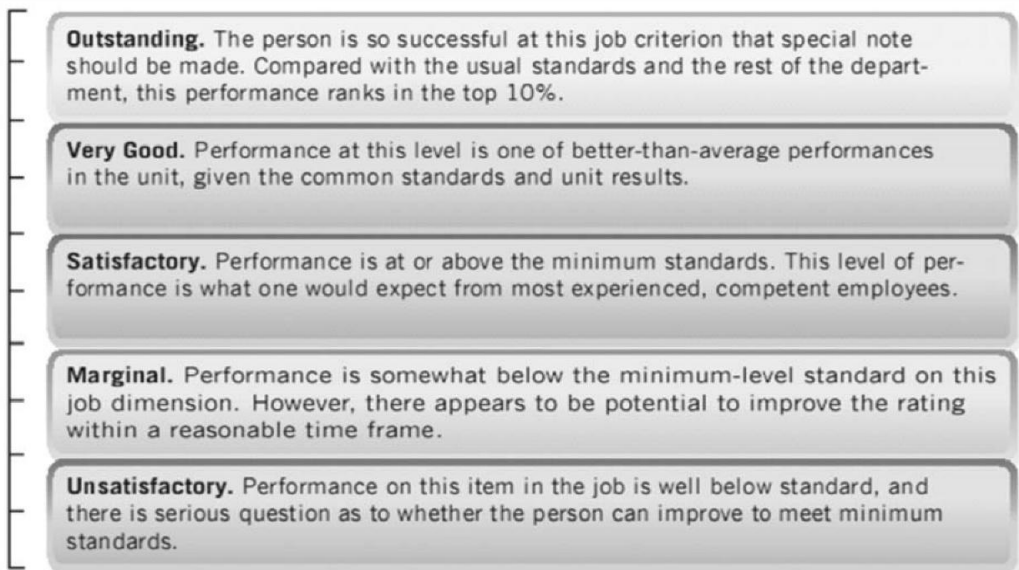 Outstanding. The person is so successful at this job criterion that special note
should be made. Compared with the usual standards and the rest of the depart-
ment, this performance ranks in the top 10%.
Very Good. Performance at this level is one of better-than-average performances
in the unit, given the common standards and unit results.
Satisfactory. Performance is at or above the minimum standards. This level of per-
formance is what one would expect from most experienced, competent employees.
Marginal. Performance is somewhat below the minimum-level standard on this
job dimension. However, there appears to be potential to improve the rating
within a reasonable time frame.
Unsatisfactory. Performance on this item in the job is well below standard, and
there is serious question as to whether the person can improve to meet minimum
standards.